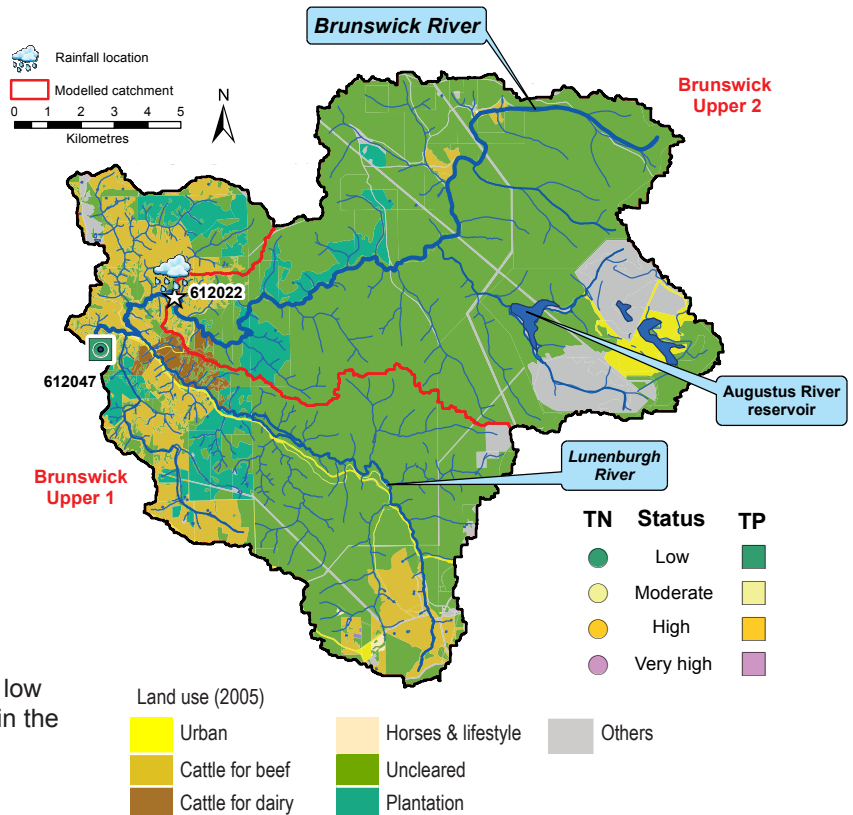 Brunswick River
Rainfall location
Modelled catchment
0 1 2 3 4 5
Kilometres
N
Brunswick
Upper 2
612022
612047
Augustus River
reservoir
Lunenburgh
River
Brunswick
Upper 1
TN Status TP
Low
Moderate
High
Very high
low
in the
Land use (2005)
Urban
Horses & lifestyle
Others
Cattle for beef
Uncleared
Cattle for dairy
Plantation